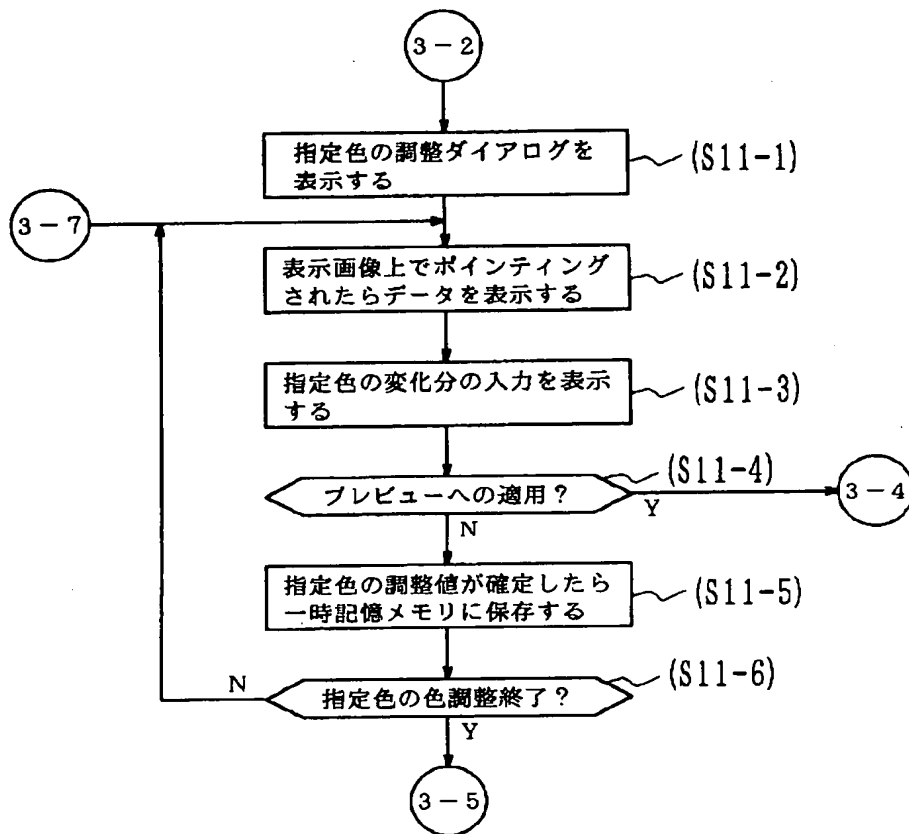 3-2
指定色の調整ダイアログを
表示する
(S11-1)
3-7
表示画像上でポインティング
されたらデータを表示する
(S11-2)
指定色の変化分の入力を表示
する
(S11-3)
(S11-4)
プレビューへの適用?
Y
3-4
N
指定色の調整値が確定したら
一時記憶メモリに保存する
(S11-5)
(S11-6)
N
指定色の色調整終了?
Y
3-5